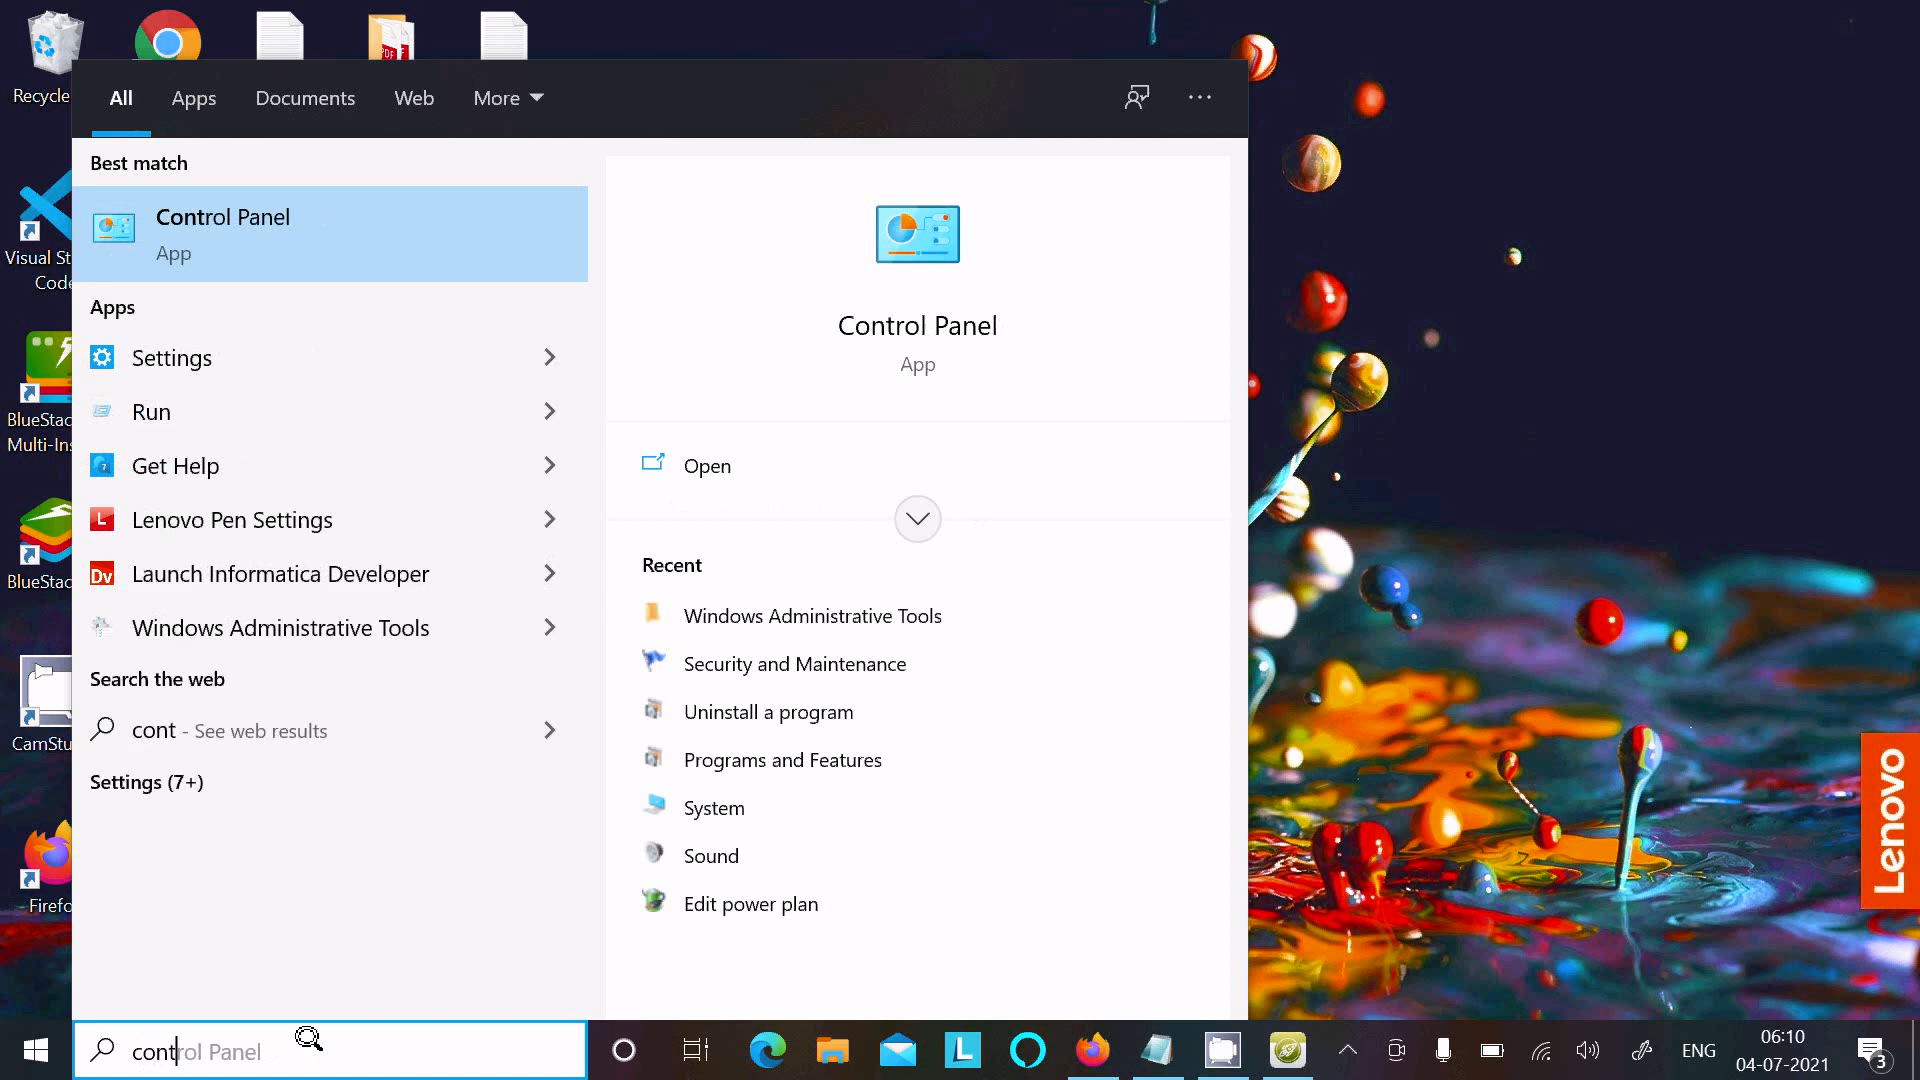 Recycle
PDF
Visual St
Code
BlueStac
Multi-Ins
BlueStac
CamStu
Firefo
All
Apps
Documents
Web
More
Best match
Control Panel
App
Apps
Settings
Run
Get Help
L
Lenovo Pen Settings
Dv
Launch Informatica Developer
Windows Administrative Tools
Search the web
cont - See web results
Settings (7+)
Control Panel
App
Open
Recent
Windows Administrative Tools
Security and Maintenance
Uninstall a program
Programs and Features
System
Sound
Edit power plan
Lenovo
control Panel
L
ENG
06:10
04-07-2021
3